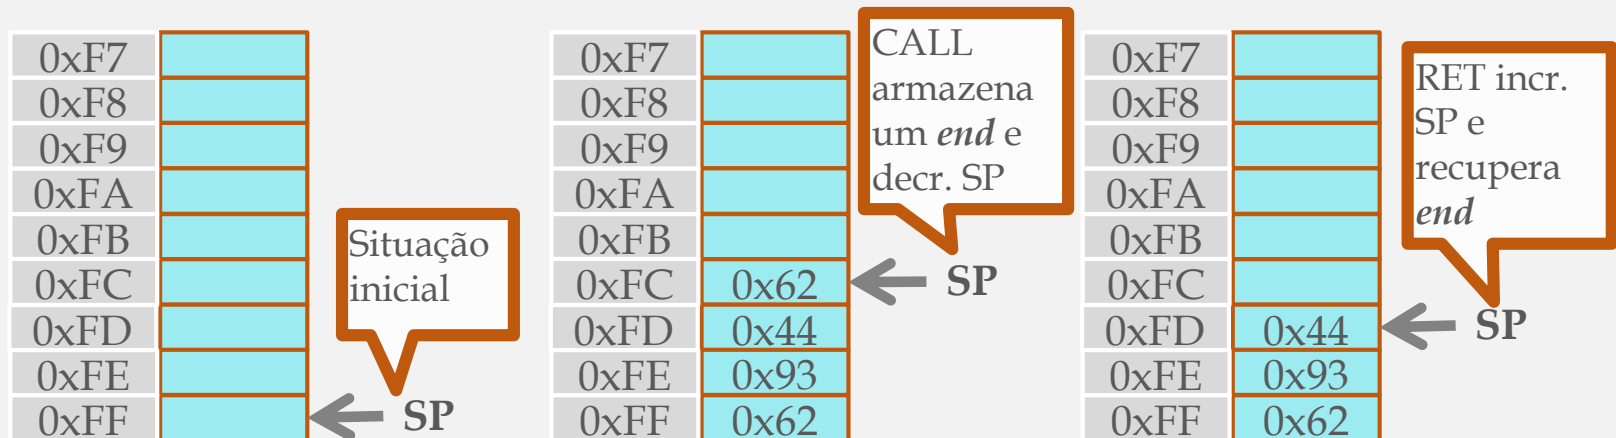 0xF7
0xF8
0xF9
0xFA
0xFB
0xFC
0xFD
0xFE
0xFF
Situação
inicial
SP
0xF7
0xF8
0xF9
0xFA
0xFB
0xFC 0x62
0xFD 0x44
0xFE 0x93
0xFF 0x62
CALL
armazena
um end e
decr. SP
SP
0xF7
0xF8
0xF9
0xFA
0xFB
0xFC
0xFD 0x44
0xFE 0x93
0xFF 0x62
RET incr.
SP e
recupera
end
SP